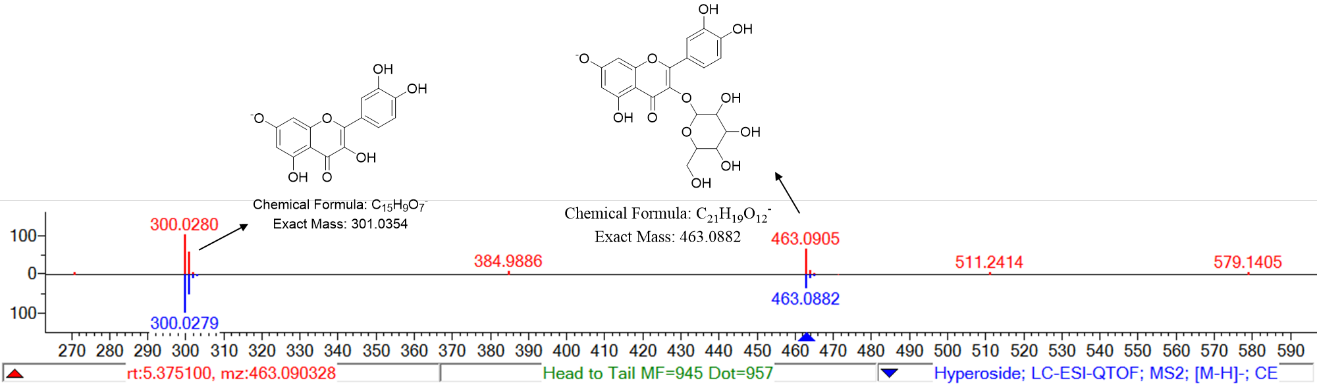 OH
OH
⁻O
O
O
OH
OH
O
O
OH
OH
OH
OH
OH
⁻O
O
OH
OH
O
OH
Chemical Formula: C₁₅H₉O₇⁻
Exact Mass: 301.0354
Chemical Formula: C₂₁H₁₉O₁₂⁻
Exact Mass: 463.0882
100
0
100
300.0280
384.9886
463.0905
511.2414
579.1405
300.0279
463.0882
270 280 290 300 310 320 330 340 350 360 370 380 390 400 410 420 430 440 450 460 470 480 490 500 510 520 530 540 550 560 570 580 590
rt:5.375100, mz:463.090328
Head to Tail MF=945 Dot=957
Hyperoside; LC-ESI-QTOF; MS2; [M-H]-; CE